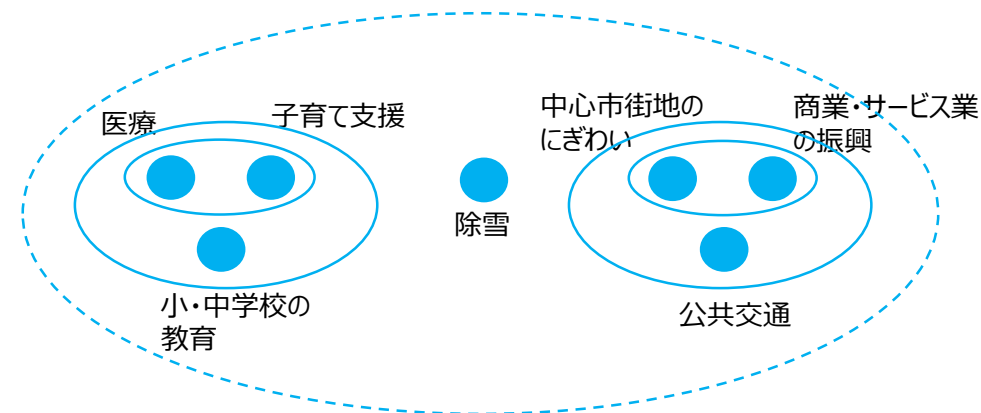 医療
子育て支援
中心市街地の
にぎわい
商業・サービス業
の振興
除雪
小・中学校の
教育
公共交通